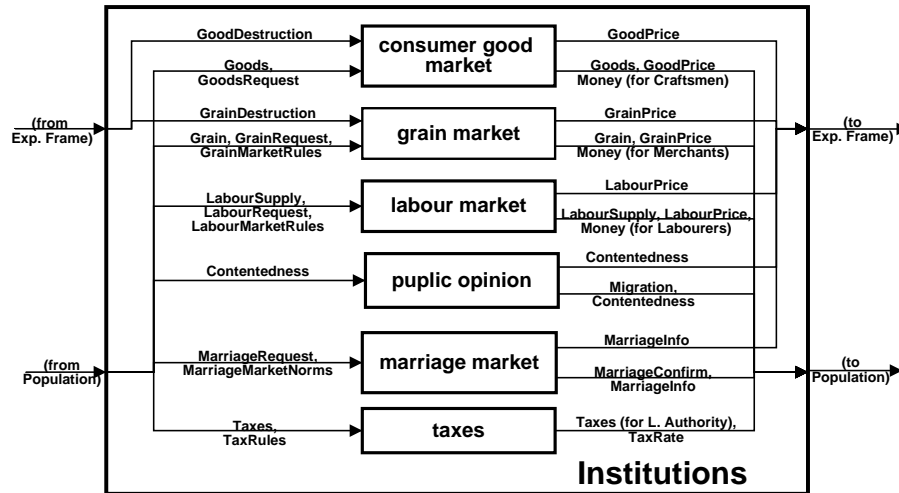 GoodDestruction
consumer good
market
GoodPrice
Goods,
GoodsRequest
Goods, GoodPrice
Money (for Craftsmen)
(from
Exp. Frame)
GrainDestruction
grain market
GrainPrice
Grain, GrainRequest,
GrainMarketRules
Grain, GrainPrice
Money (for Merchants)
(to
Exp. Frame)
LabourSupply,
LabourRequest,
LabourMarketRules
labour market
LabourPrice
LabourSupply, LabourPrice,
Money (for Labourers)
Contentedness
puplic opinion
Contentedness
Migration,
Contentedness
(from
Population)
MarriageRequest,
MarriageMarketNorms
marriage market
MarriageInfo
MarriageConfirm,
MarriageInfo
(to
Population)
Taxes,
TaxRules
taxes
Taxes (for L. Authority),
TaxRate
Institutions